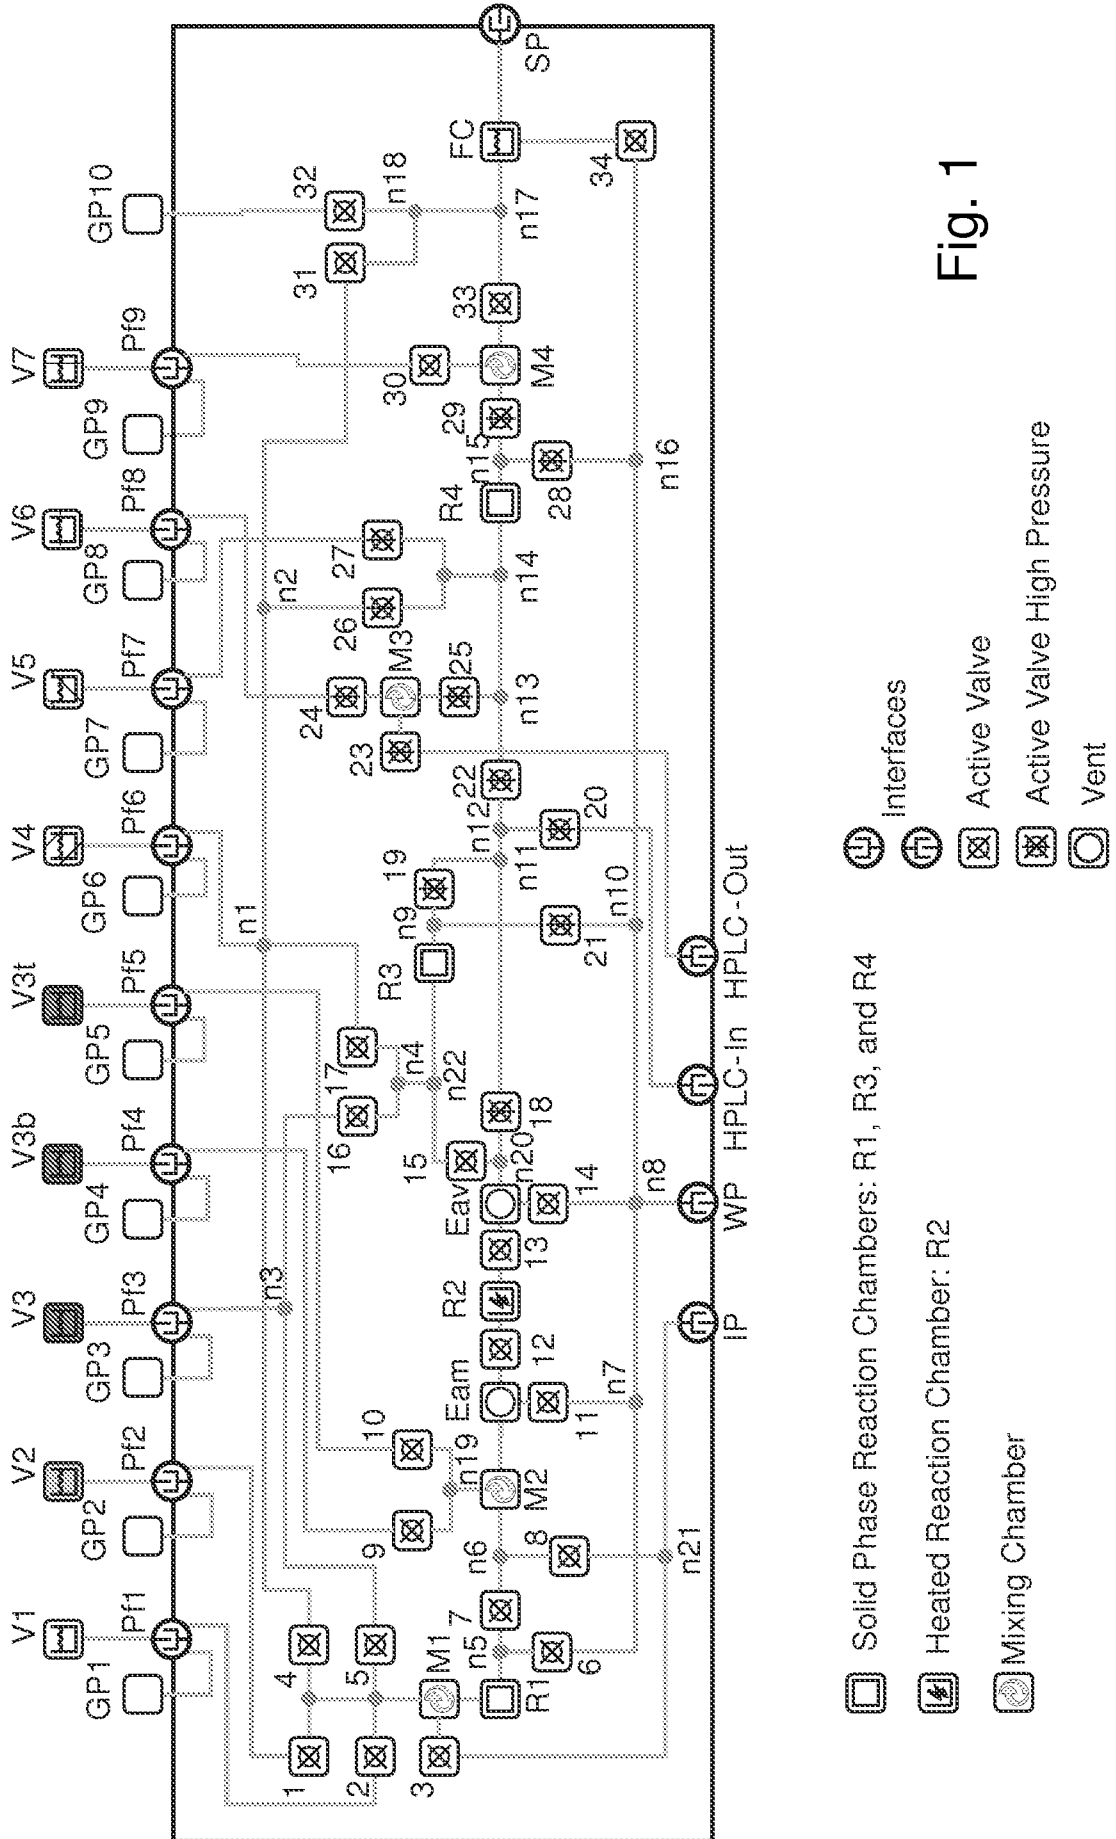 V1
V2
V3
V3b
V3t
V4
V5
V6
V7
GP1
Pf1
GP2
Pf2
GP3
Pf3
GP4
Pf4
GP5
Pf5
GP6
Pf6
GP7
Pf7
GP8
Pf8
GP9
Pf9
GP10
n1
n2
n3
1
4
2
5
3
M1
R1
n5
6
7
n6
8
n21
9
10
n19
M2
Eam
11
n7
12
R2
13
Eav
14
n8
n20
15
16
17
n4
n22
18
R3
n9
19
21
n10
n11
n12
20
22
23
24
M3
25
n13
26
27
n14
R4
n15
28
n16
29
30
M4
33
31
32
n18
n17
FC
34
SP
IP
WP
HPLC-In
HPLC-Out
Solid Phase Reaction Chambers: R1, R3, and R4
Heated Reaction Chamber: R2
Mixing Chamber
Interfaces
Active Valve
Active Valve High Pressure
Vent
Fig. 1